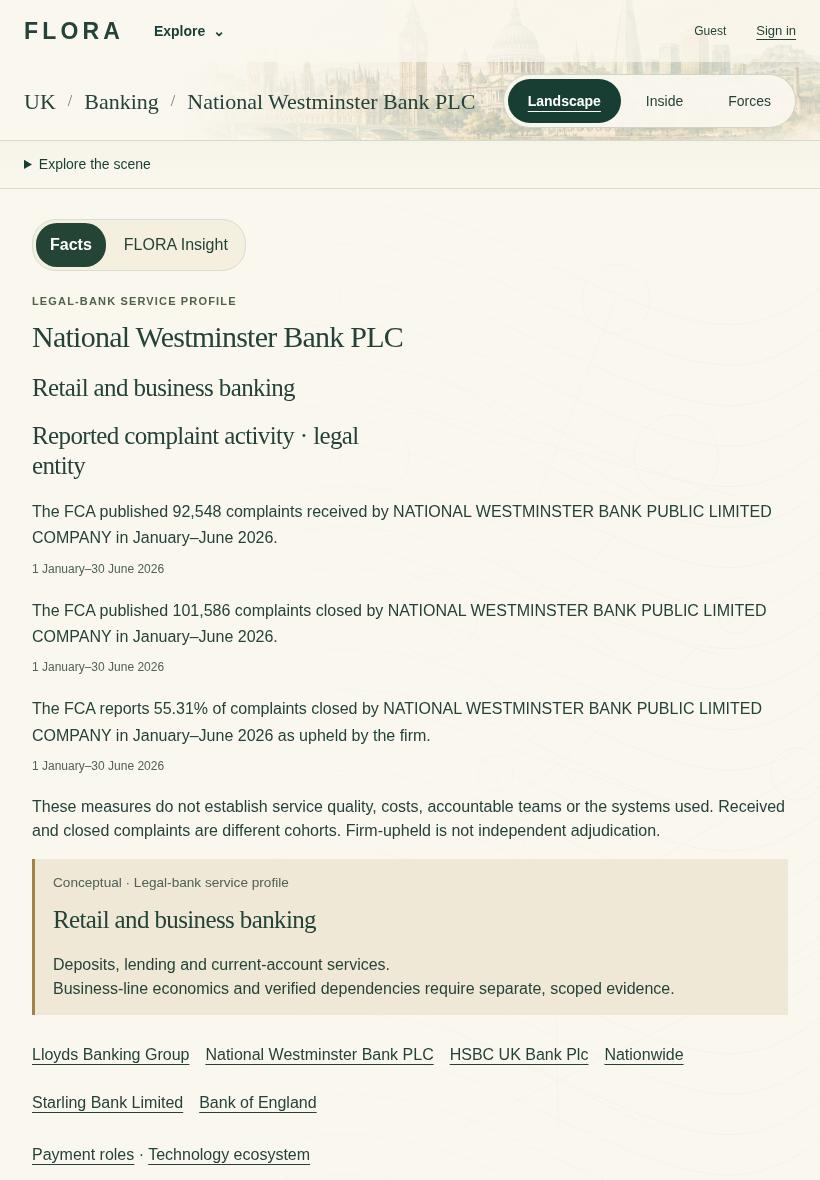 FLORA
Explore
Guest
Sign in
UK / Banking / National Westminster Bank PLC
Landscape
Inside
Forces
Explore the scene
Facts
FLORA Insight
LEGAL-BANK SERVICE PROFILE
National Westminster Bank PLC
Retail and business banking
Reported complaint activity · legal
entity
The FCA published 92,548 complaints received by NATIONAL WESTMINSTER BANK PUBLIC LIMITED
COMPANY in January–June 2026.
1 January–30 June 2026
The FCA published 101,586 complaints closed by NATIONAL WESTMINSTER BANK PUBLIC LIMITED
COMPANY in January–June 2026.
1 January–30 June 2026
The FCA reports 55.31% of complaints closed by NATIONAL WESTMINSTER BANK PUBLIC LIMITED
COMPANY in January–June 2026 as upheld by the firm.
1 January–30 June 2026
These measures do not establish service quality, costs, accountable teams or the systems used. Received
and closed complaints are different cohorts. Firm-upheld is not independent adjudication.
Conceptual · Legal-bank service profile
Retail and business banking
Deposits, lending and current-account services.
Business-line economics and verified dependencies require separate, scoped evidence.
Lloyds Banking Group National Westminster Bank PLC HSBC UK Bank Plc Nationwide
Starling Bank Limited Bank of England
Payment roles · Technology ecosystem